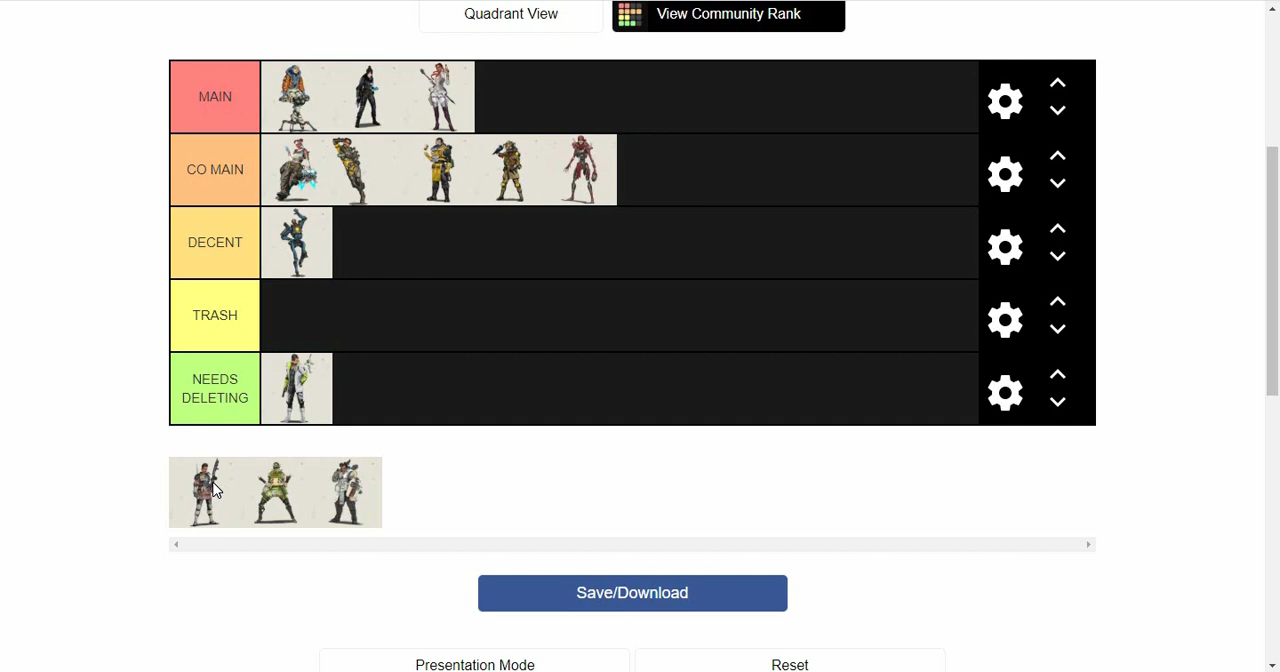 Quadrant View
View Community Rank
MAIN
CO MAIN
DECENT
TRASH
NEEDS
DELETING
Save/Download
Presentation Mode
Reset